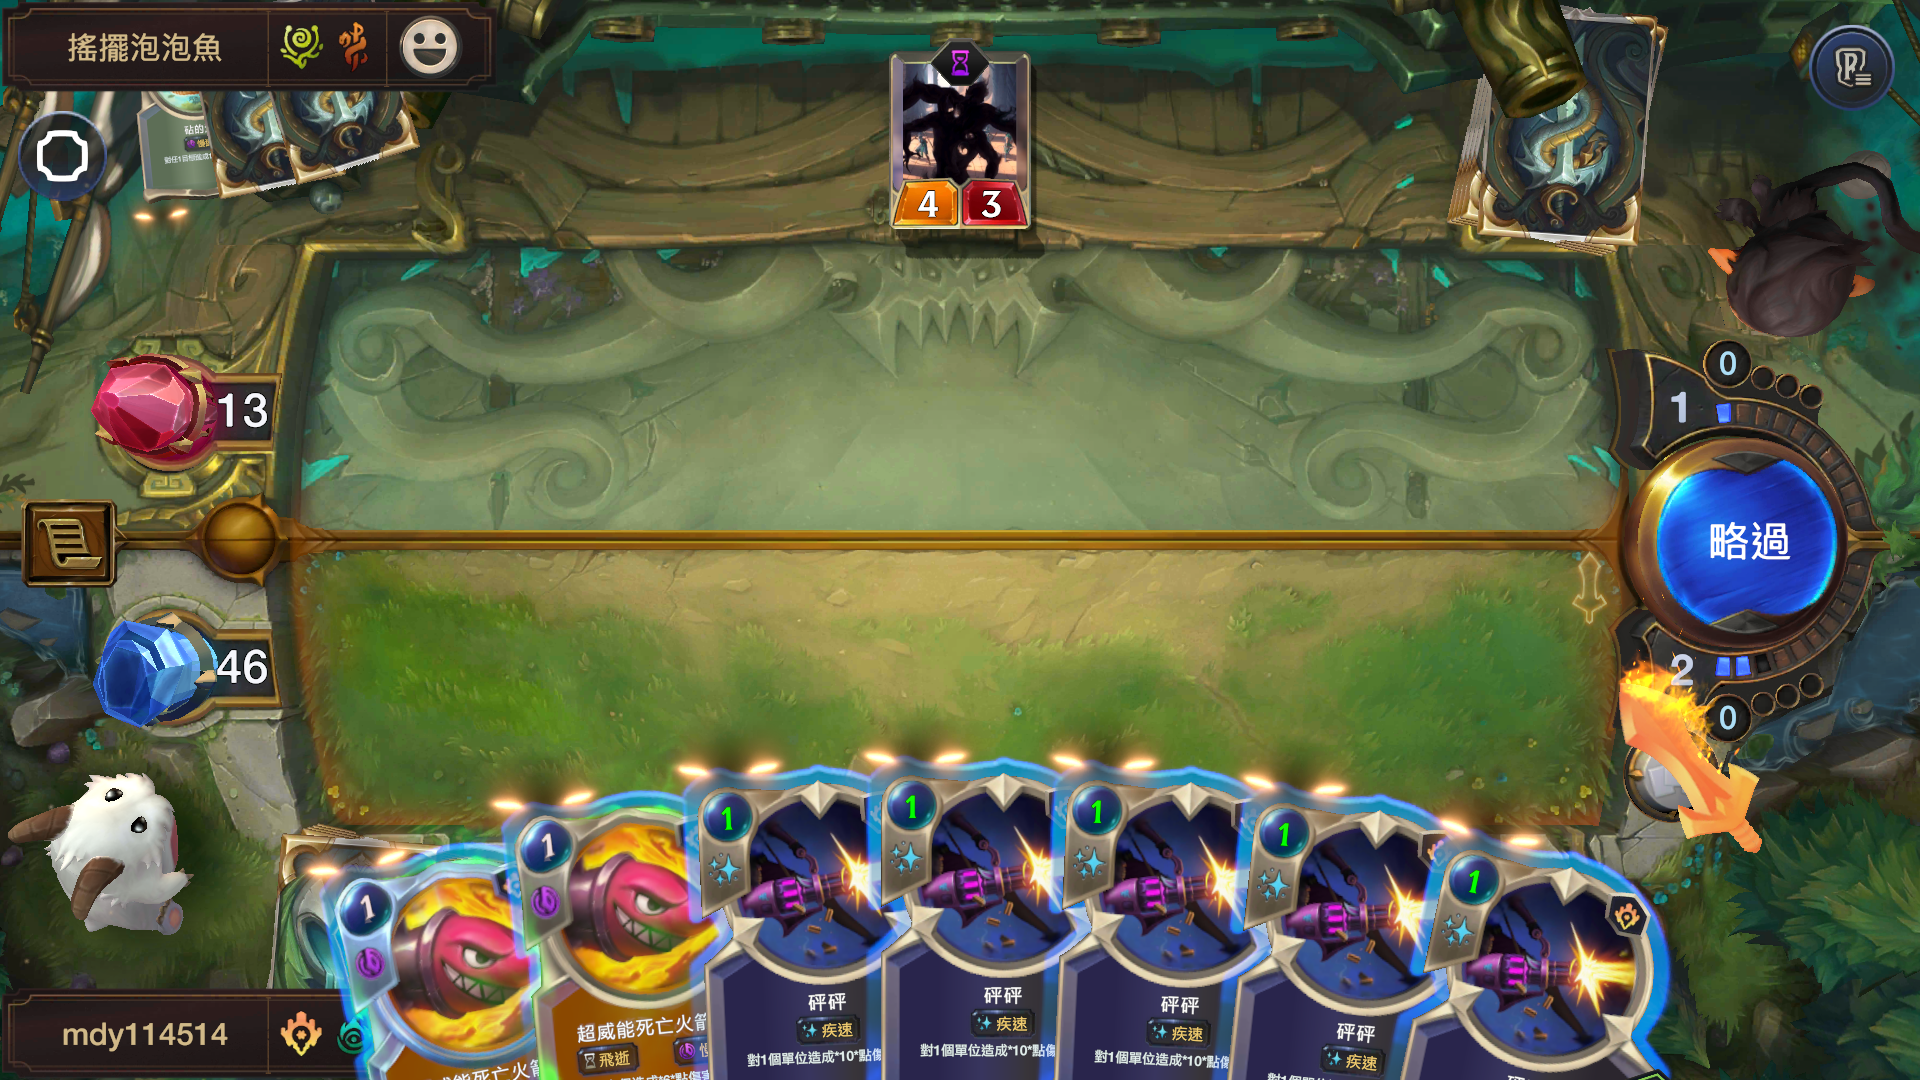 搖擺泡泡魚
4
3
13
0
1
略過
46
2
0
mdy114514
1
1
超威能死亡火箭
飛逝
1
砰砰
疾速
對1個單位造成*10*點傷
1
砰砰
疾速
對1個單位造成*10*點傷
1
砰砰
疾速
對1個單位造成*10*點傷
1
砰砰
疾速
1